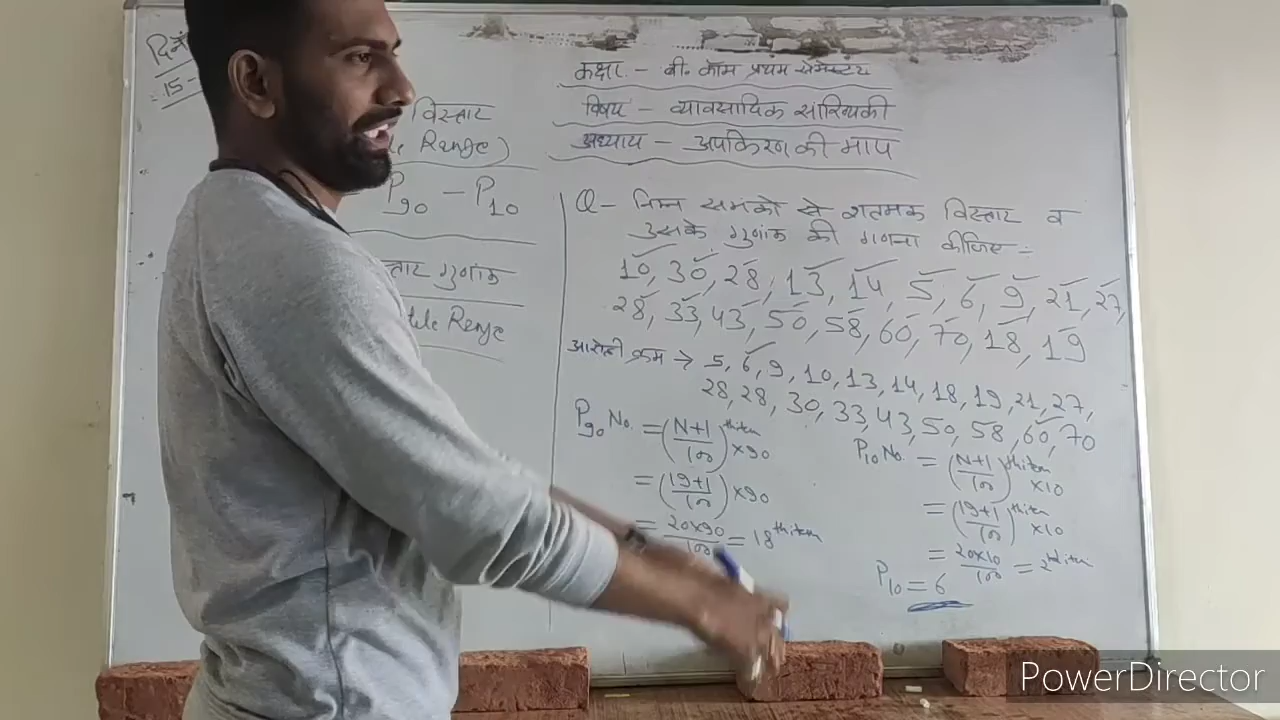 15-
विस्तार
Range)
P90 - P10
गुणांक
Range
कक्षा - बी. कॉम प्रथम सेमेस्टर
विषय - व्यावसायिक सांख्यिकी
अध्याय - अपकिरण की माप
Q- निम्न समंको से शतमक विस्तार व
उसके गुणांक की गणना कीजिए :-
10, 30, 28, 13, 14, 5, 6, 9, 21, 27,
28, 33, 43, 50, 58, 60, 70, 18, 19
आरोही क्रम → 5, 6, 9, 10, 13, 14, 18, 19, 21, 27,
28, 28, 30, 33, 43, 50, 58, 60, 70
P90 No. = (N+1/100)th item ×90
= (19+1/100) ×90
= 20×90/100 = 18th item
P10 No. = (N+1/100)th item ×10
= (19+1/100)th item ×10
= 20×10/100 = 2nd item
P10 = 6
PowerDirector